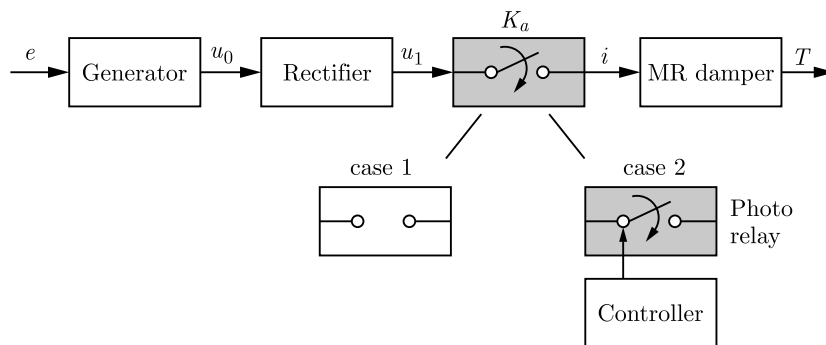 K_a
e
Generator
u_0
Rectifier
u_1
i
MR damper
T
case 1
case 2
Photo
relay
Controller